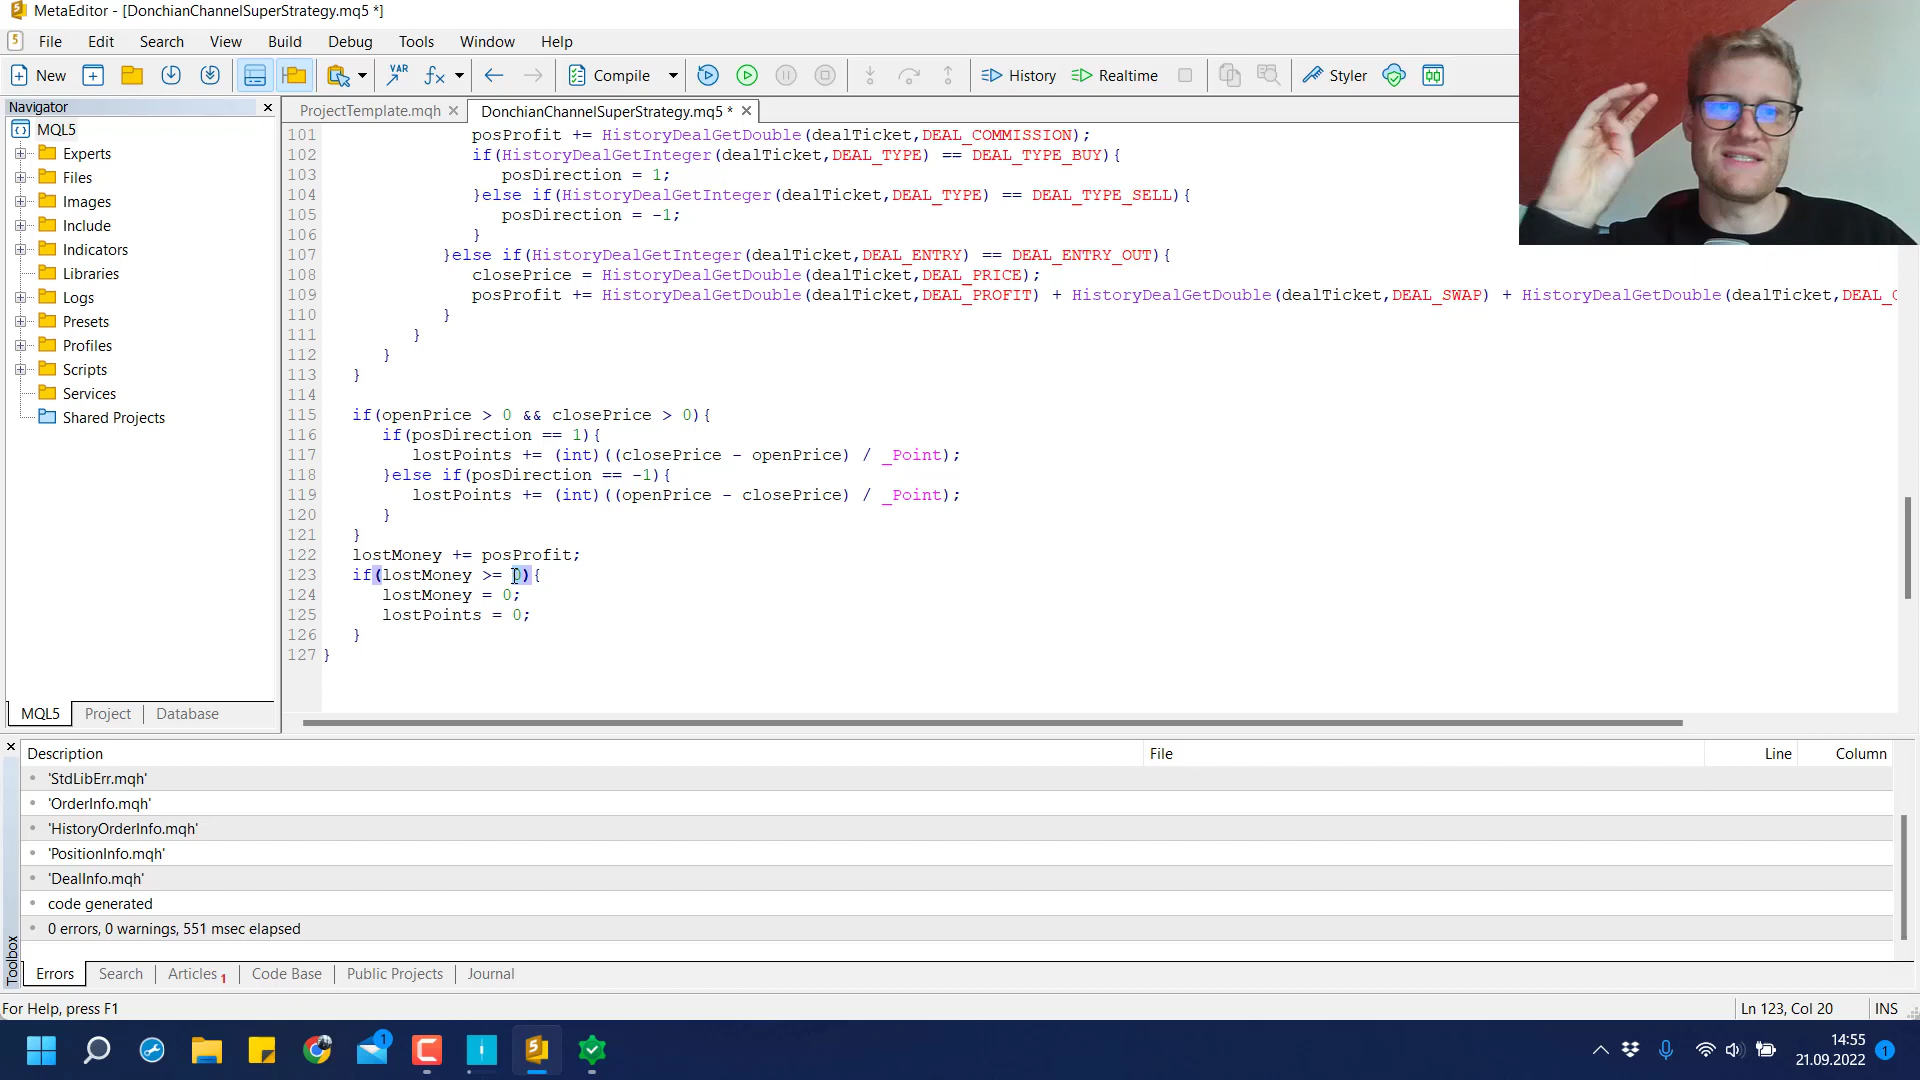 MetaEditor - [DonchianChannelSuperStrategy.mq5 *]
File Edit Search View Build Debug Tools Window Help
New Compile History Realtime Styler
Navigator
ProjectTemplate.mqh DonchianChannelSuperStrategy.mq5 *
MQL5
Experts
Files
Images
Include
Indicators
Libraries
Logs
Presets
Profiles
Scripts
Services
Shared Projects
MQL5 Project Database
101 posProfit += HistoryDealGetDouble(dealTicket,DEAL_COMMISSION);
102 if(HistoryDealGetInteger(dealTicket,DEAL_TYPE) == DEAL_TYPE_BUY){
103 posDirection = 1;
104 }else if(HistoryDealGetInteger(dealTicket,DEAL_TYPE) == DEAL_TYPE_SELL){
105 posDirection = -1;
106 }
107 }else if(HistoryDealGetInteger(dealTicket,DEAL_ENTRY) == DEAL_ENTRY_OUT){
108 closePrice = HistoryDealGetDouble(dealTicket,DEAL_PRICE);
109 posProfit += HistoryDealGetDouble(dealTicket,DEAL_PROFIT) + HistoryDealGetDouble(dealTicket,DEAL_SWAP) + HistoryDealGetDouble(dealTicket,DEAL_C
110 }
111 }
112 }
113 }
114
115 if(openPrice > 0 && closePrice > 0){
116 if(posDirection == 1){
117 lostPoints += (int)((closePrice - openPrice) / _Point);
118 }else if(posDirection == -1){
119 lostPoints += (int)((openPrice - closePrice) / _Point);
120 }
121 }
122 lostMoney += posProfit;
123 if(lostMoney >= 0){
124 lostMoney = 0;
125 lostPoints = 0;
126 }
127 }
Description File Line Column
'StdLibErr.mqh'
'OrderInfo.mqh'
'HistoryOrderInfo.mqh'
'PositionInfo.mqh'
'DealInfo.mqh'
code generated
0 errors, 0 warnings, 551 msec elapsed
Toolbox
Errors Search Articles 1 Code Base Public Projects Journal
For Help, press F1 Ln 123, Col 20 INS
1
14:55
21.09.2022
1